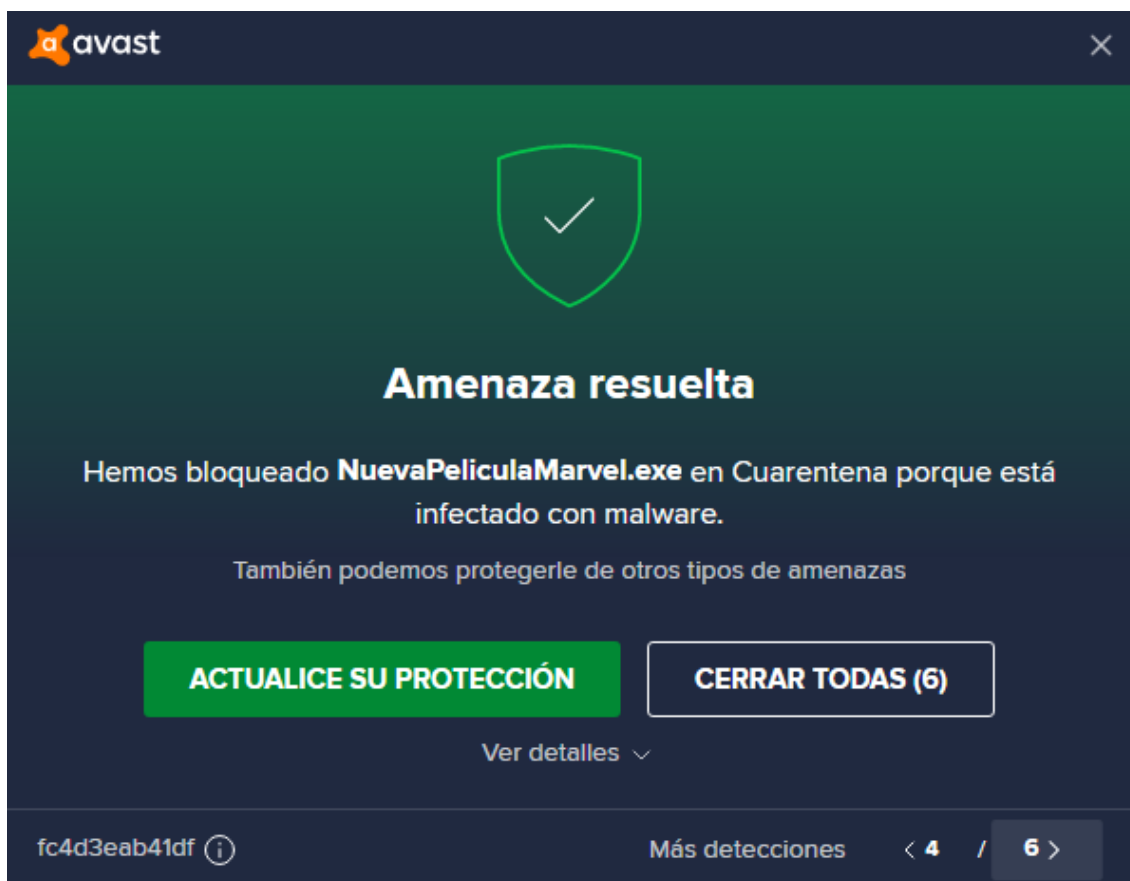 avast
Amenaza resuelta
Hemos bloqueado NuevaPeliculaMarvel.exe en Cuarentena porque está
infectado con malware.
También podemos protegerle de otros tipos de amenazas
ACTUALICE SU PROTECCIÓN
CERRAR TODAS (6)
Ver detalles
fc4d3eab41df
Más detecciones < 4 / 6 >